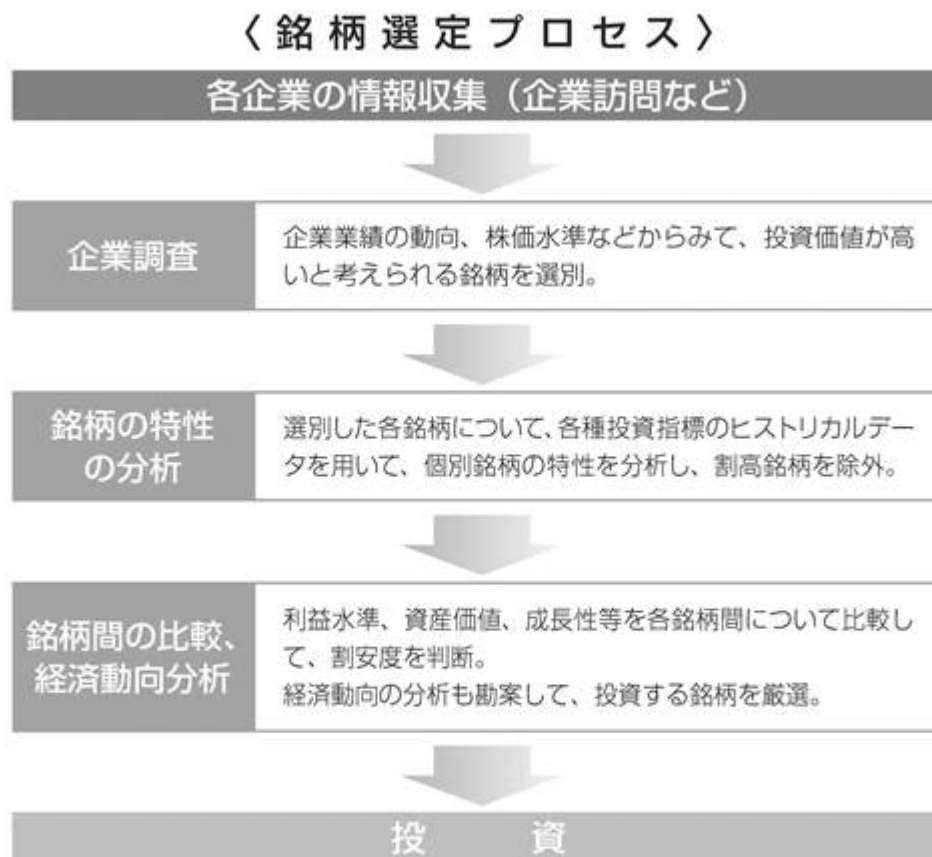 〈銘柄選定プロセス〉
各企業の情報収集（企業訪問など）
企業調査
企業業績の動向、株価水準などからみて、投資価値が高
いと考えられる銘柄を選別。
銘柄の特性
の分析
選別した各銘柄について、各種投資指標のヒストリカルデー
タを用いて、個別銘柄の特性を分析し、割高銘柄を除外。
銘柄間の比較、
経済動向分析
利益水準、資産価値、成長性等を各銘柄間について比較し
て、割安度を判断。
経済動向の分析も勘案して、投資する銘柄を厳選。
投資